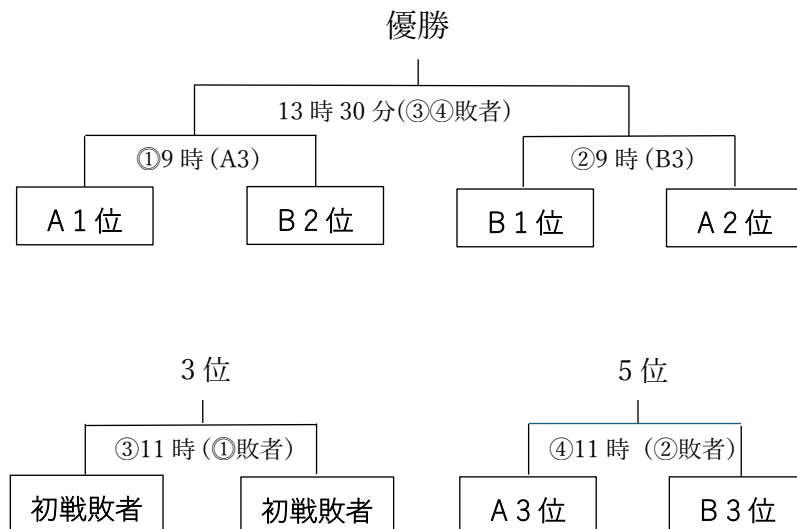 優勝
13時30分(③④敗者)
①9時(A3) ②9時(B3)
A1位 B2位 B1位 A2位
3位 5位
③11時(①敗者) ④11時(②敗者)
初戦敗者 初戦敗者 A3位 B3位